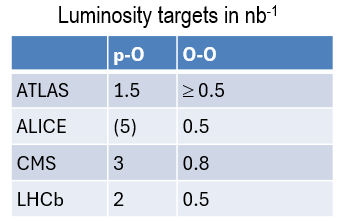 Luminosity targets in nb⁻¹
p-O O-O
ATLAS 1.5 ≥ 0.5
ALICE (5) 0.5
CMS 3 0.8
LHCb 2 0.5